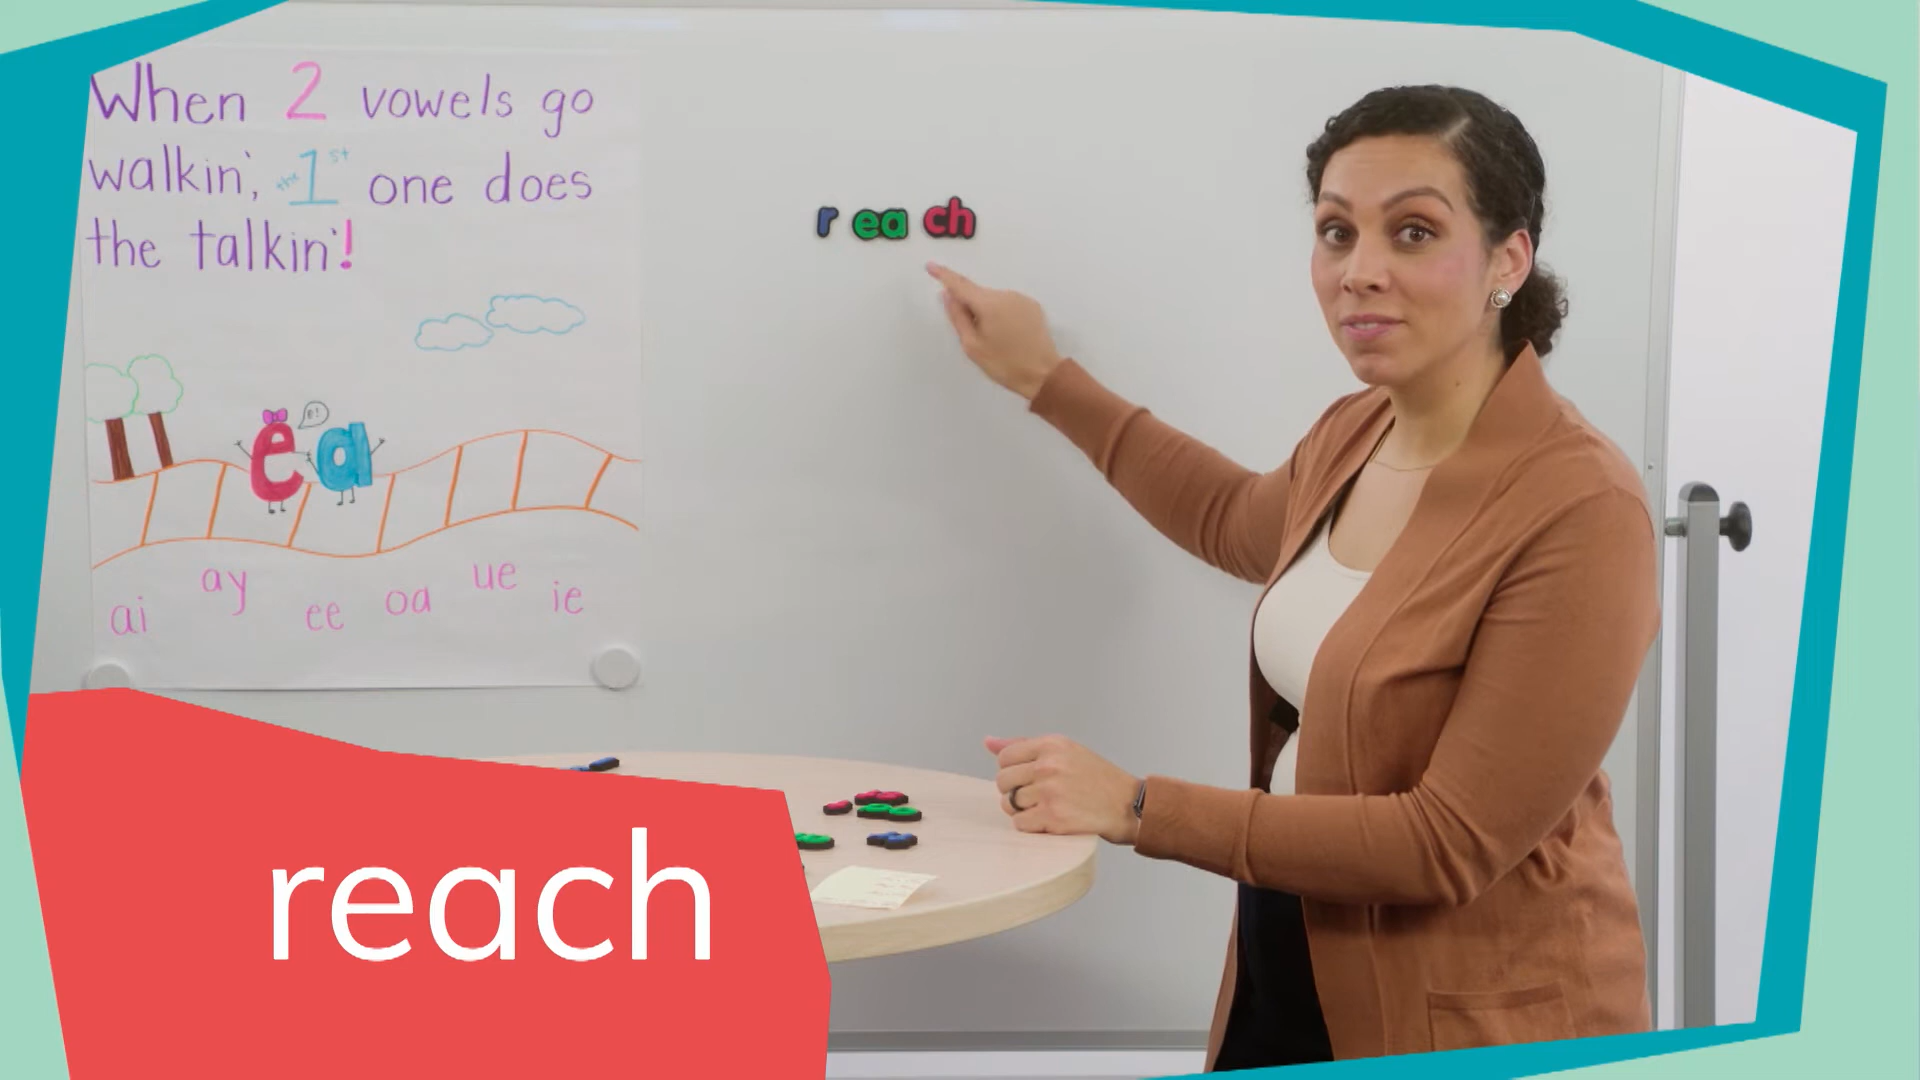 When 2 vowels go
walkin', the 1st one does
the talkin'!
r ea ch
e!
e a
ai ay ee oa ue ie
reach